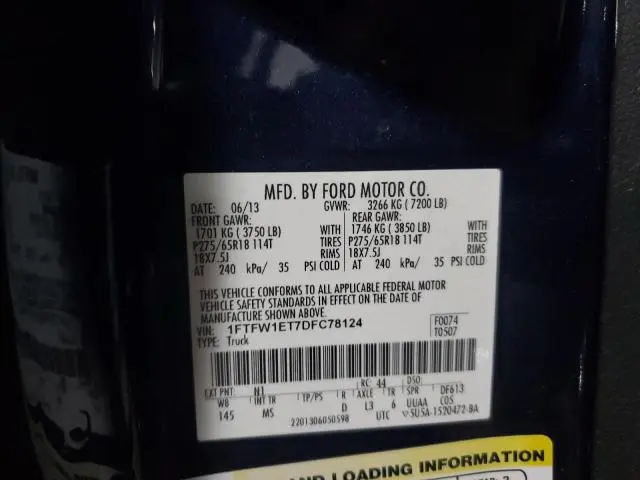 MFD. BY FORD MOTOR CO.
DATE: 06/13 GVWR: 3266 KG ( 7200 LB)
FRONT GAWR: REAR GAWR:
1701 KG ( 3750 LB) WITH 1746 KG ( 3850 LB) WITH
P275/65R18 114T TIRES P275/65R18 114T TIRES
18X7.5J RIMS 18X7.5J RIMS
AT 240 kPa/ 35 PSI COLD AT 240 kPa/ 35 PSI COLD
THIS VEHICLE CONFORMS TO ALL APPLICABLE FEDERAL MOTOR
VEHICLE SAFETY STANDARDS IN EFFECT ON THE DATE OF
MANUFACTURE SHOWN ABOVE.
VIN: 1FTFW1ET7DFC78124 F0074
TYPE: Truck T0507
EXT PNT: N1 RC: 44 DSO: DF613
WB INT TR TP/PS R AXLE TR SPR COS
145 MS D L3 6 UUAA
2201306050598 UTC ▽5U5A-1520472-BA
AND LOADING INFORMATION